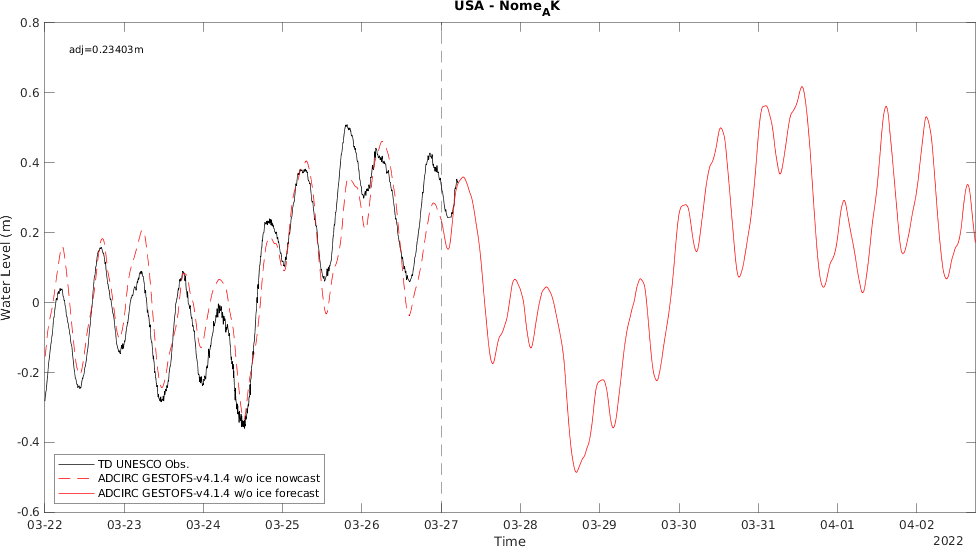 USA - Nome_AK
adj=0.23403m
0.8
0.6
0.4
0.2
0
-0.2
-0.4
-0.6
Water Level (m)
TD UNESCO Obs.
ADCIRC GESTOFS-v4.1.4 w/o ice nowcast
ADCIRC GESTOFS-v4.1.4 w/o ice forecast
03-22 03-23 03-24 03-25 03-26 03-27 03-28 03-29 03-30 03-31 04-01 04-02
Time
2022